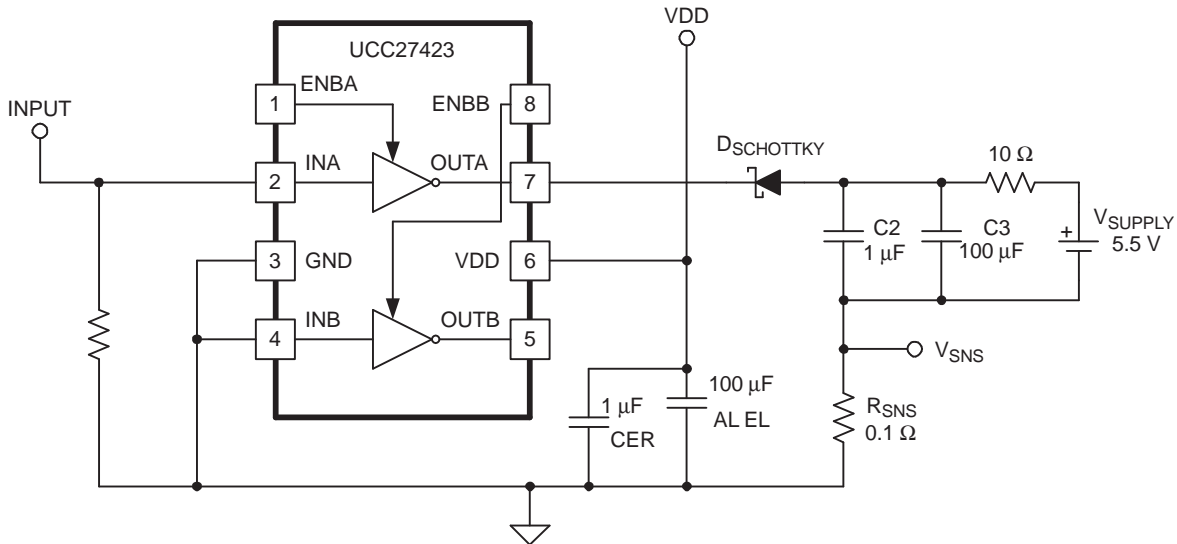 VDD
UCC27423
INPUT
ENBA
1
ENBB
8
INA
2
OUTA
7
DSCHOTTKY
10 Ω
C2
1 μF
C3
100 μF
VSUPPLY
5.5 V
+
GND
3
VDD
6
INB
4
OUTB
5
VSNS
1 μF
CER
100 μF
AL EL
RSNS
0.1 Ω